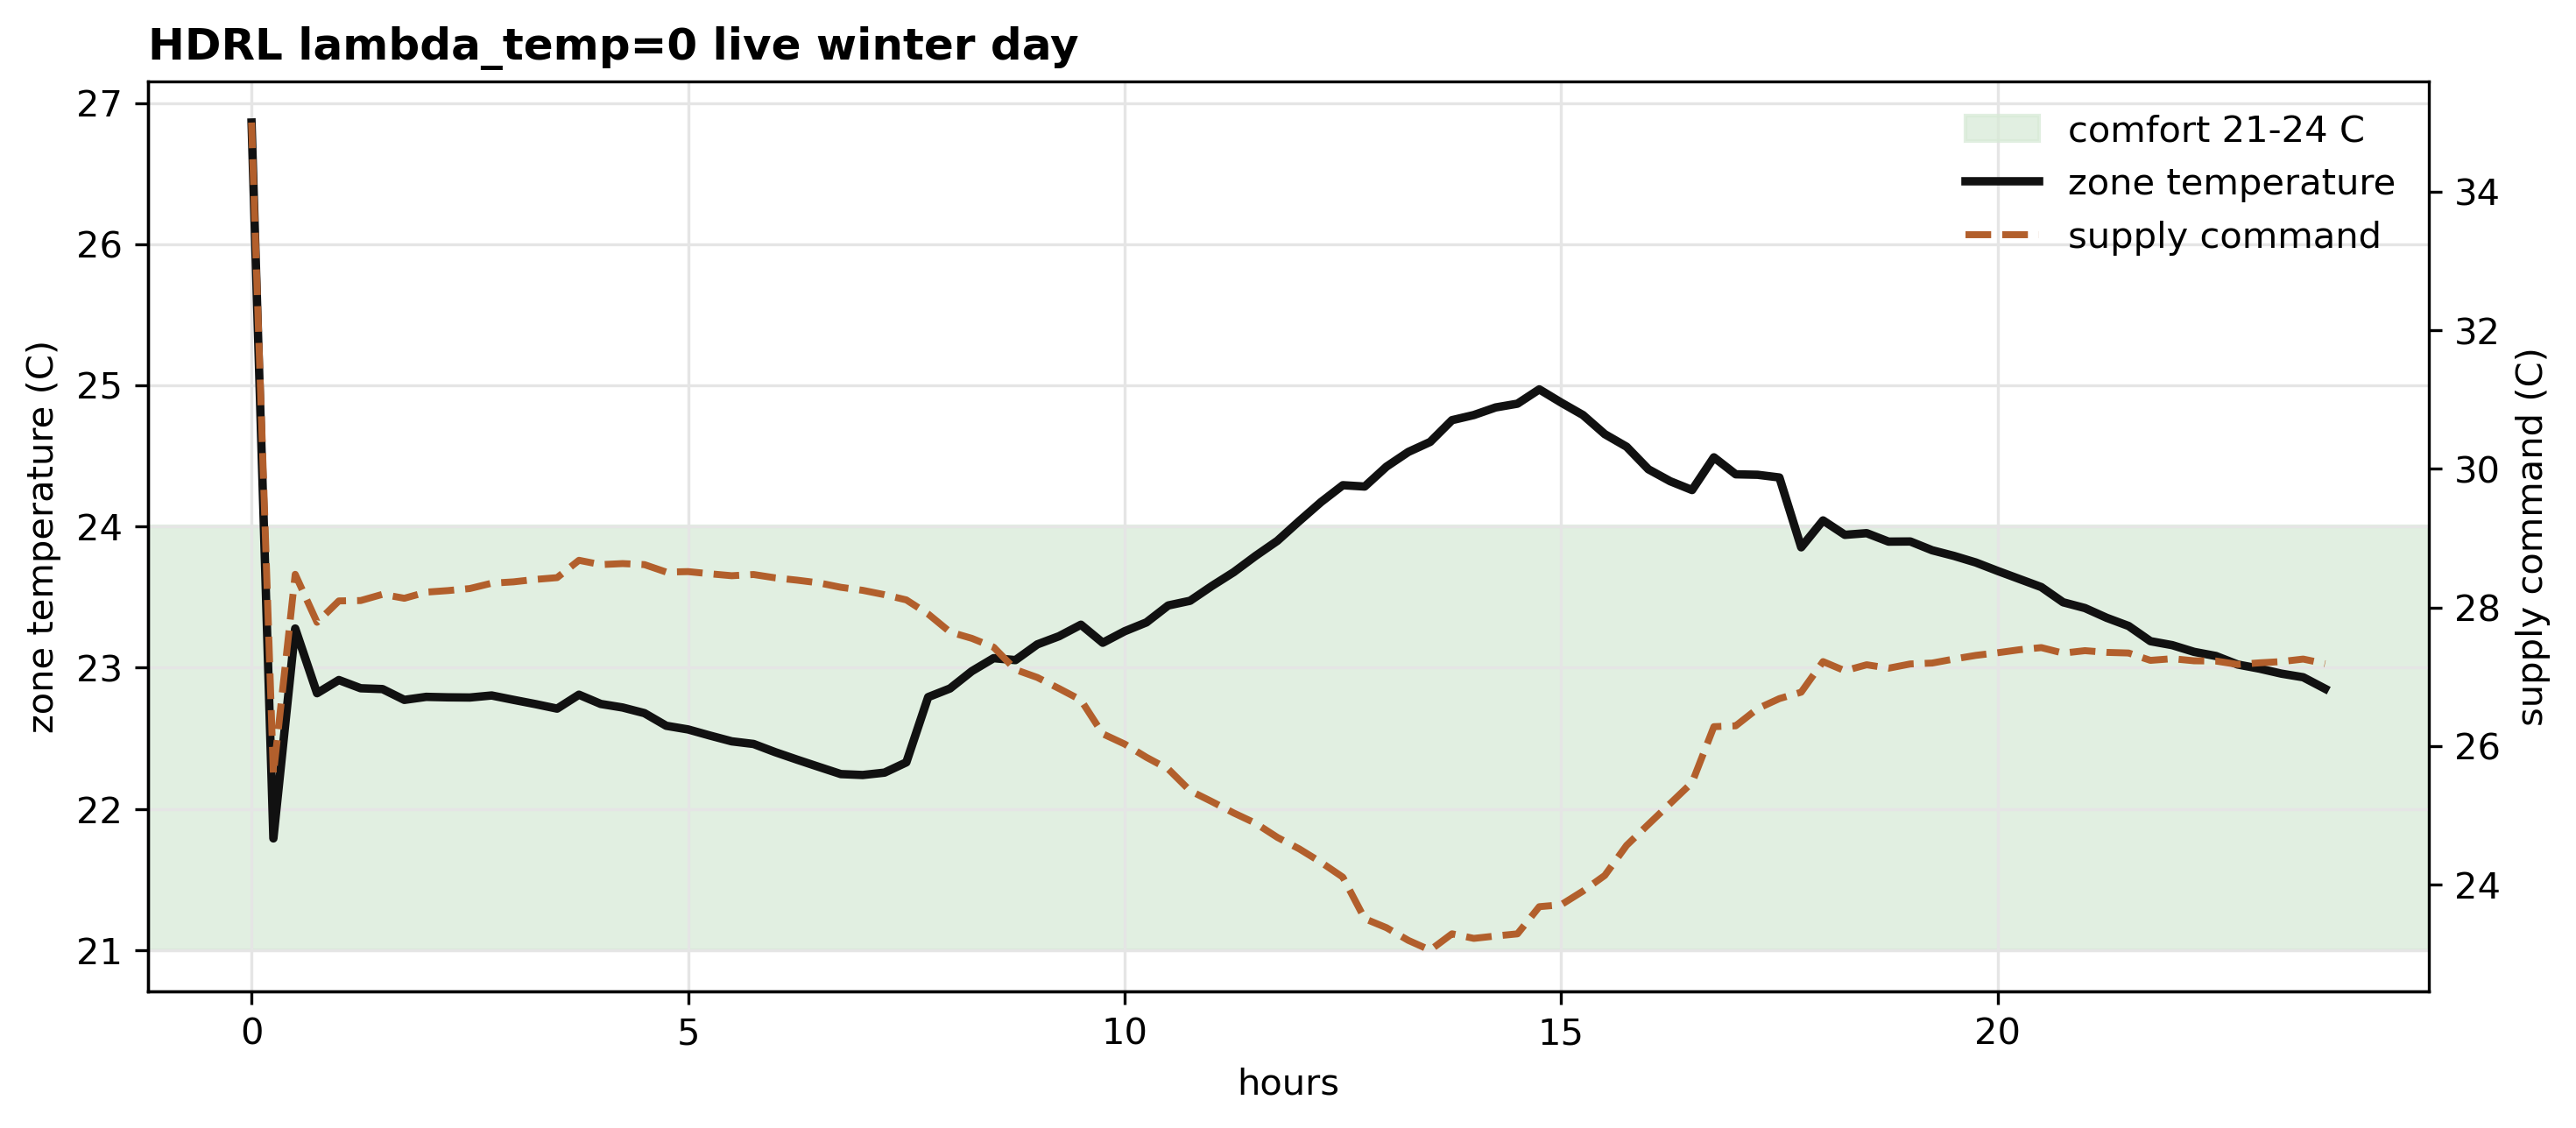 HDRL lambda_temp=0 live winter day
27
26
25
24
23
22
21
zone temperature (C)
comfort 21-24 C
zone temperature
supply command
34
32
30
28
26
24
supply command (C)
0 5 10 15 20
hours